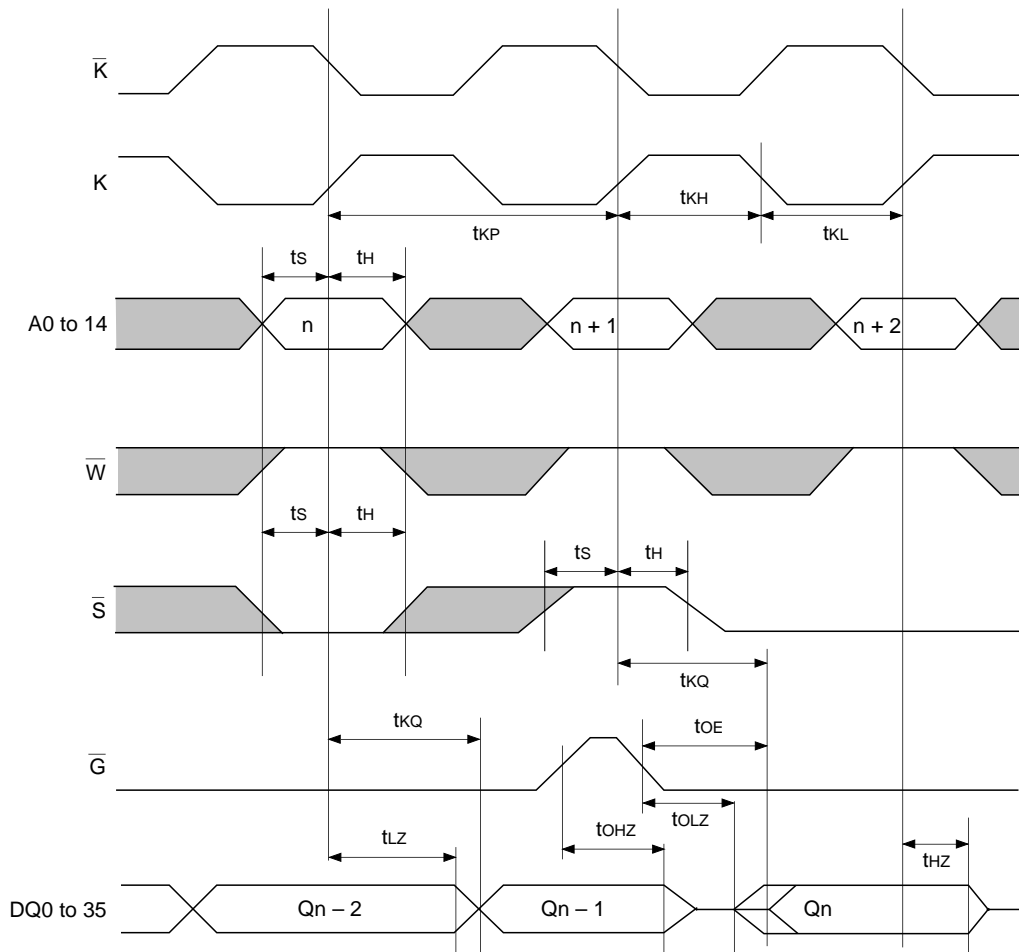 K̅
K
tKH
tKP
tKL
tS
tH
A0 to 14
n
n + 1
n + 2
W̅
tS
tH
tS
tH
S̅
tKQ
tKQ
tOE
G̅
tOLZ
tOHZ
tLZ
tHZ
DQ0 to 35
Qn – 2
Qn – 1
Qn